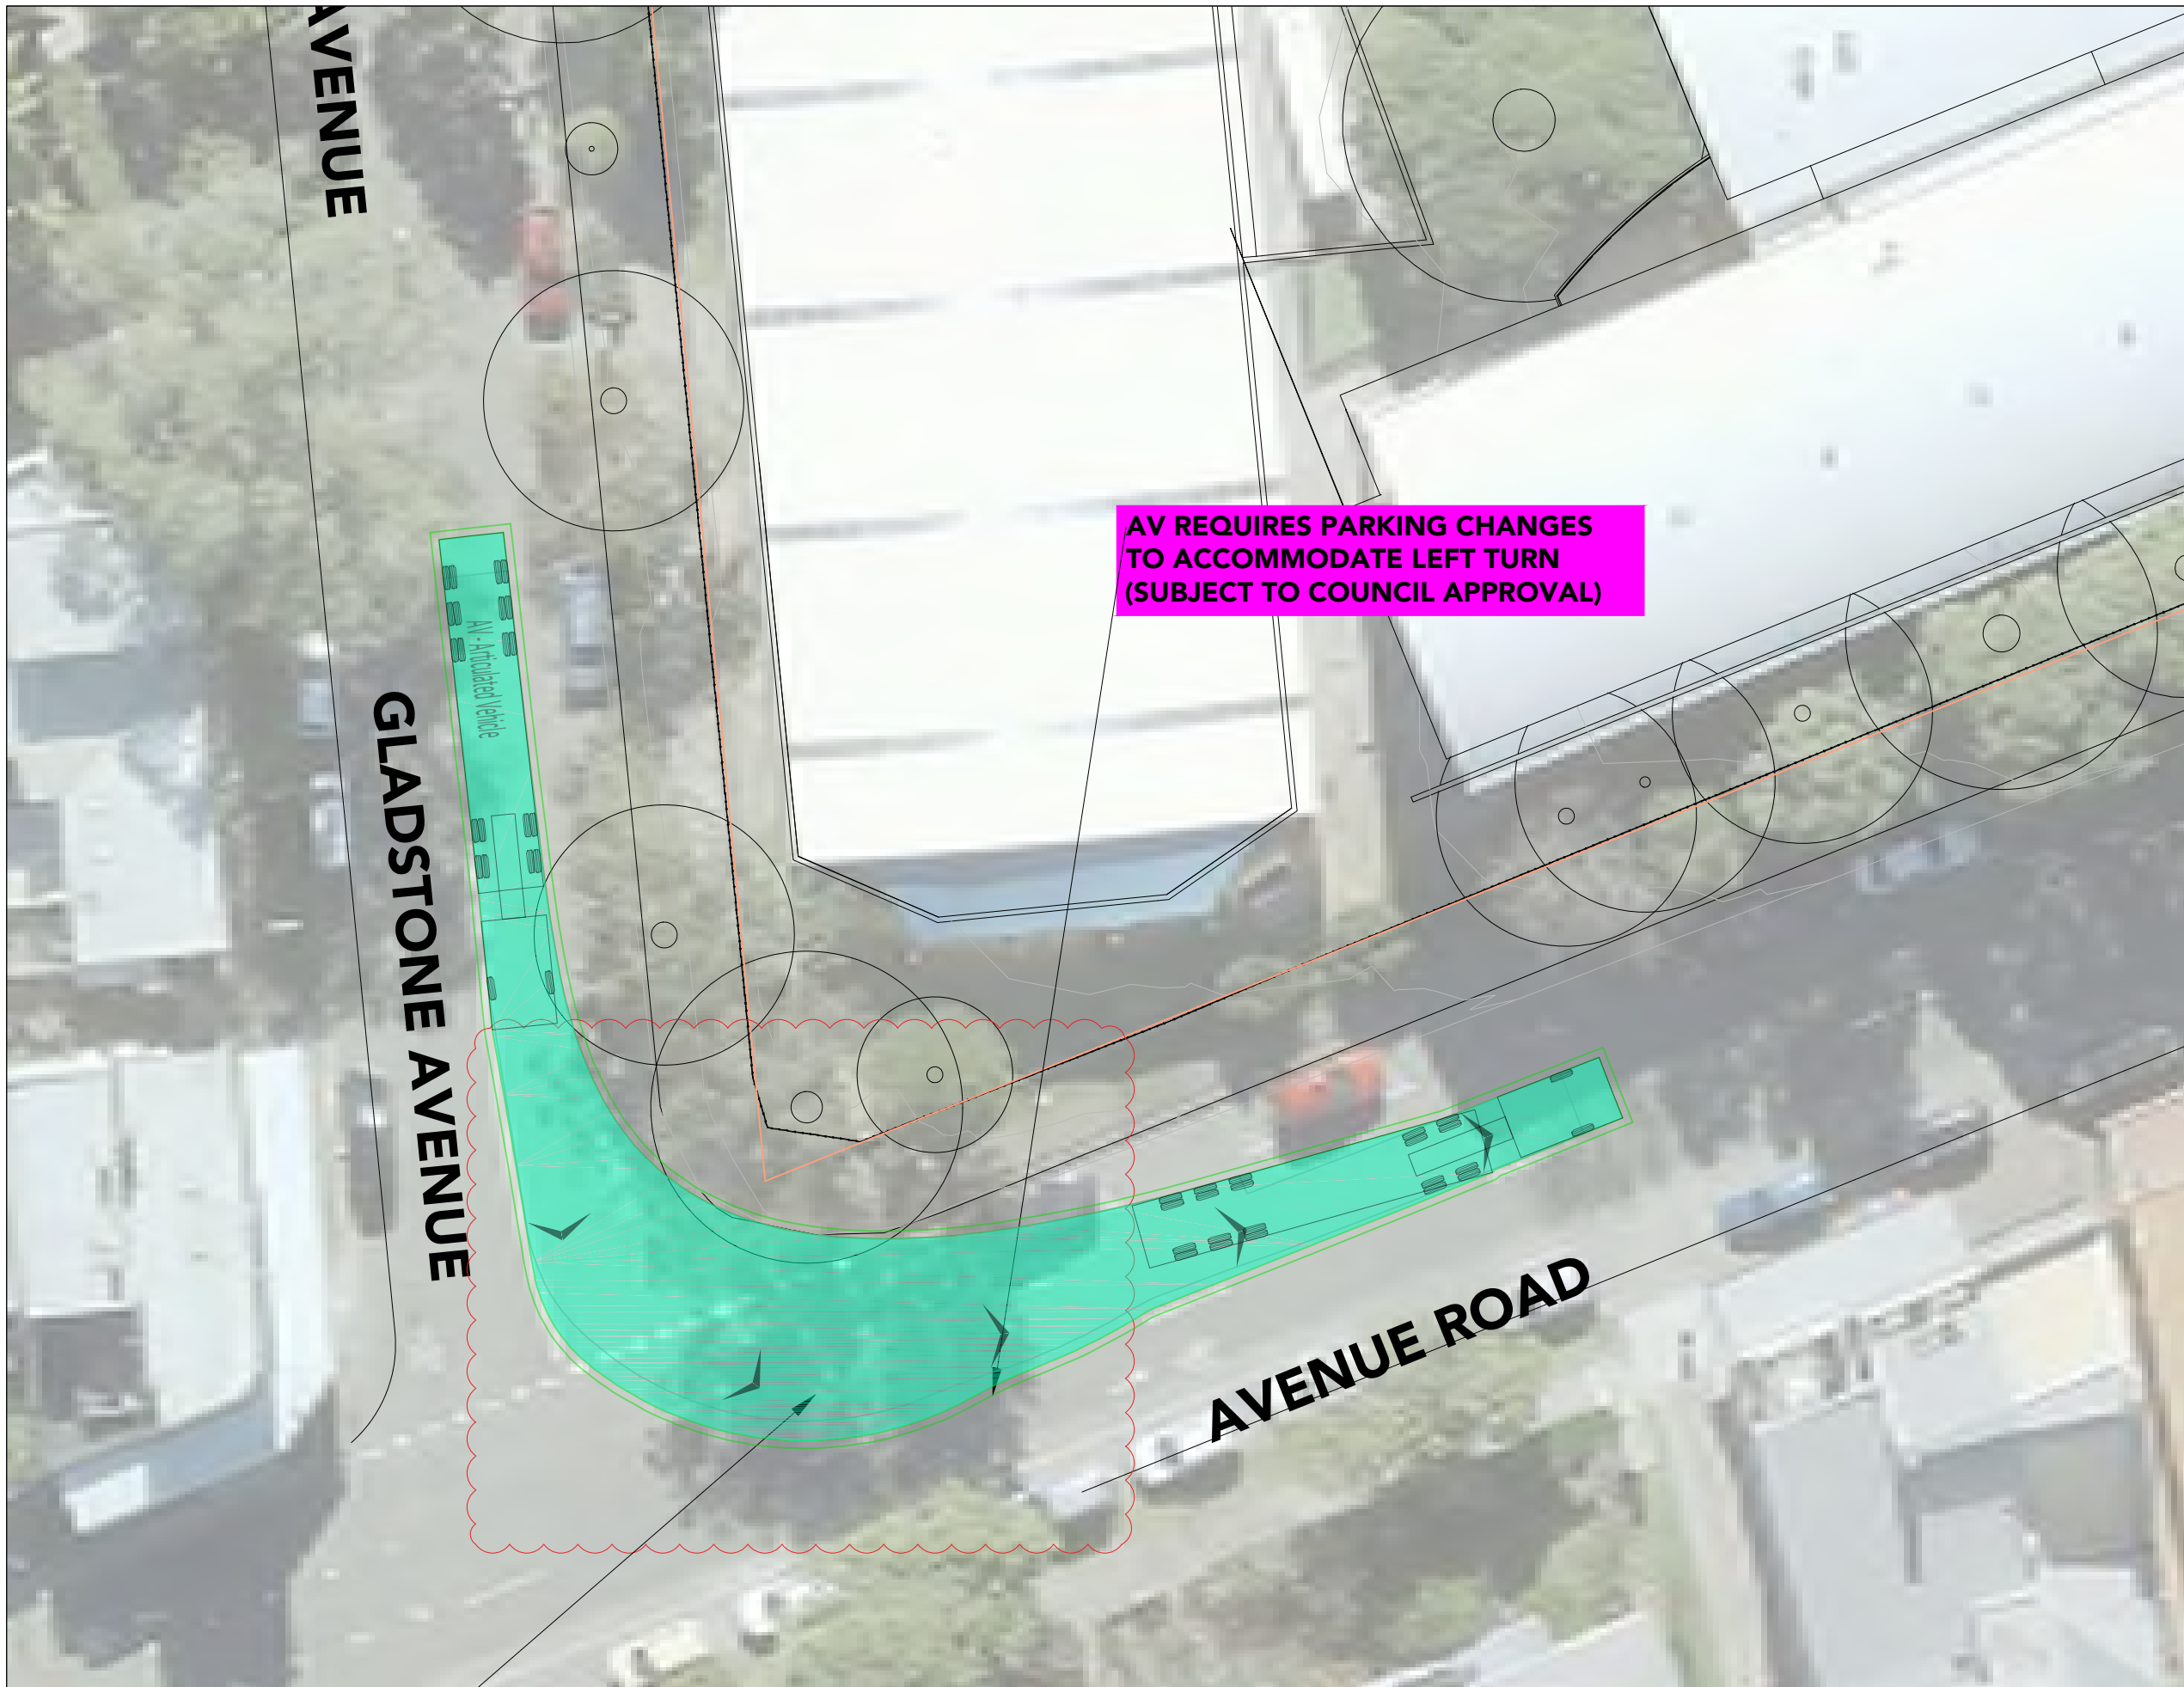 AVENUE
AV REQUIRES PARKING CHANGES
TO ACCOMMODATE LEFT TURN
(SUBJECT TO COUNCIL APPROVAL)
AV - Articulated Vehicle
GLADSTONE AVENUE
AVENUE ROAD